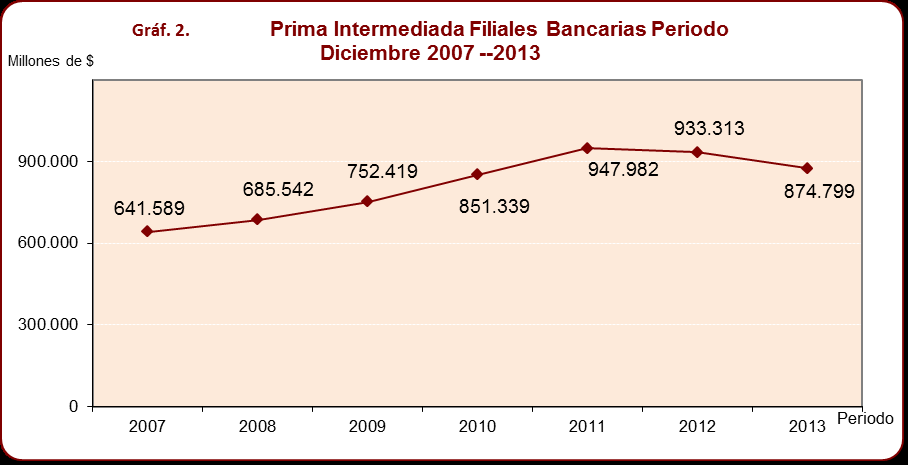 Gráf. 2.
Prima Intermediada Filiales Bancarias Periodo
Diciembre 2007 --2013
Millones de $
900.000
600.000
300.000
0
641.589
685.542
752.419
851.339
947.982
933.313
874.799
2007 2008 2009 2010 2011 2012 2013
Periodo